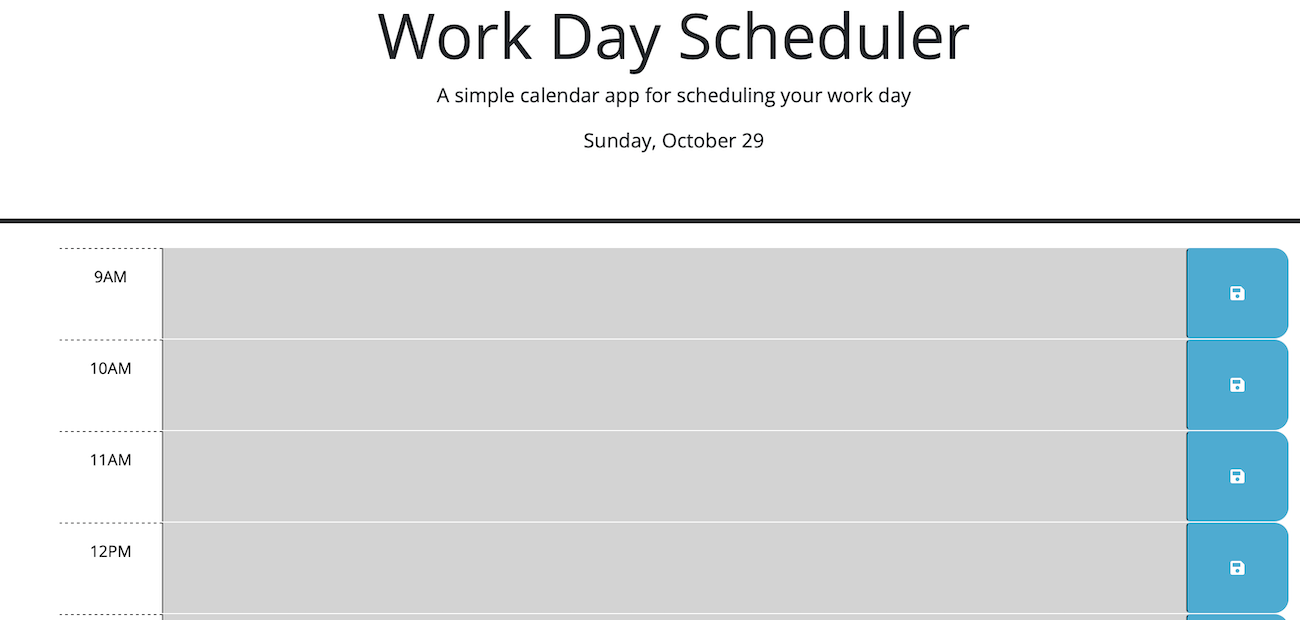 Work Day Scheduler
A simple calendar app for scheduling your work day
Sunday, October 29
9AM
10AM
11AM
12PM